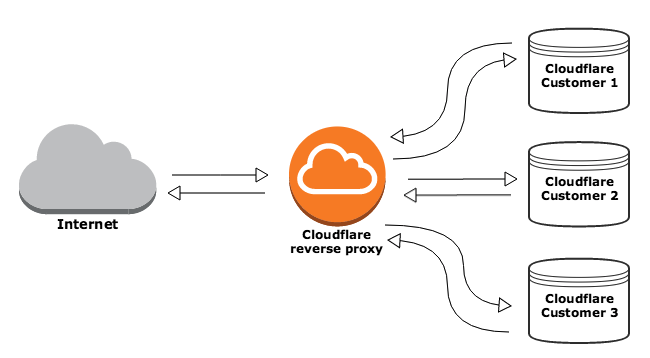 Cloudflare
Customer 1
Internet
Cloudflare
reverse proxy
Cloudflare
Customer 2
Cloudflare
Customer 3